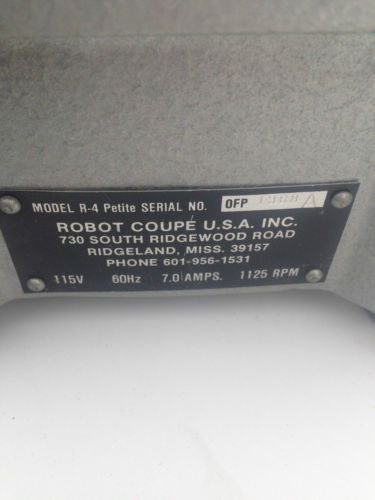 MODEL R-4 Petite SERIAL NO. OFP
ROBOT COUPE U.S.A. INC.
730 SOUTH RIDGEWOOD ROAD
RIDGELAND, MISS. 39157
PHONE 601-956-1531
115V 60Hz 7.0 AMPS. 1125 RPM